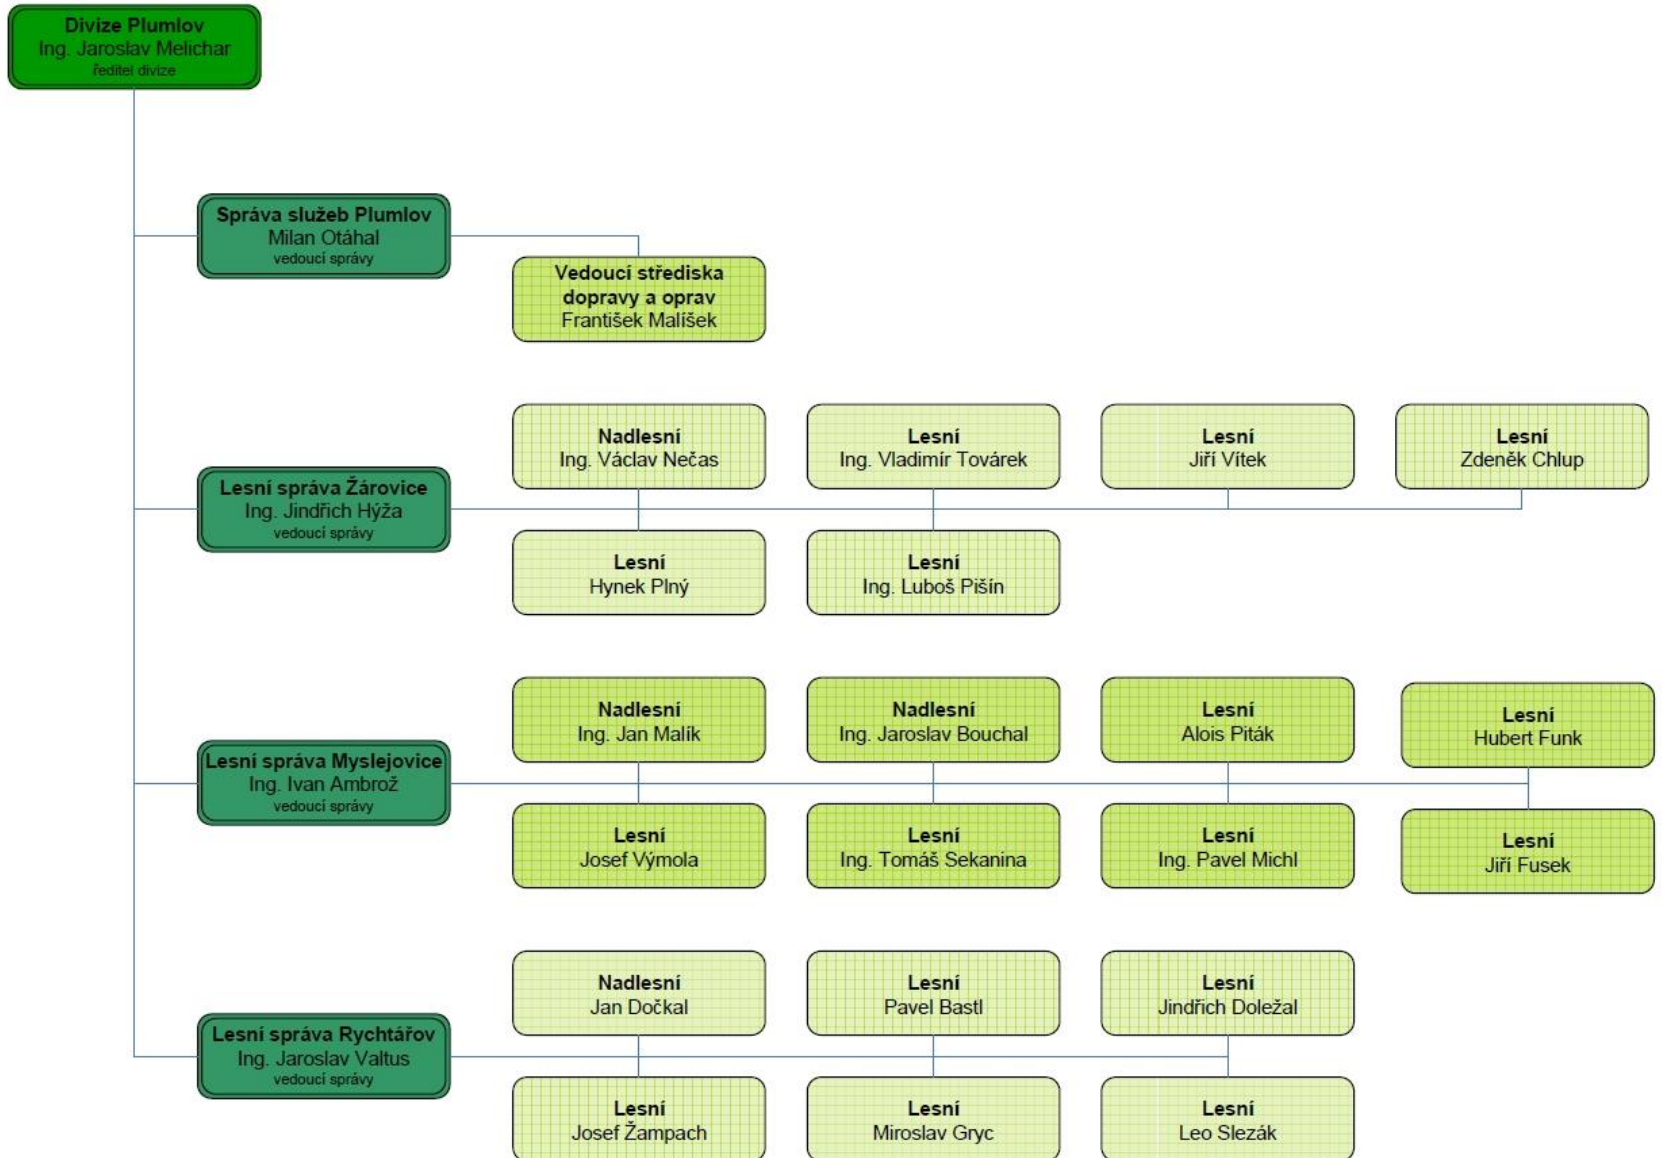 Divize Plumlov
Ing. Jaroslav Melichar
ředitel divize
Správa služeb Plumlov
Milan Otáhal
vedoucí správy
Vedoucí střediska
dopravy a oprav
František Malíšek
Nadlesní
Ing. Václav Nečas
Lesní
Ing. Vladimír Továrek
Lesní
Jiří Vítek
Lesní
Zdeněk Chlup
Lesní správa Žárovice
Ing. Jindřich Hýža
vedoucí správy
Lesní
Hynek Plný
Lesní
Ing. Luboš Pišín
Nadlesní
Ing. Jan Malík
Nadlesní
Ing. Jaroslav Bouchal
Lesní
Alois Piták
Lesní
Hubert Funk
Lesní správa Myslejovice
Ing. Ivan Ambrož
vedoucí správy
Lesní
Josef Výmola
Lesní
Ing. Tomáš Sekanina
Lesní
Ing. Pavel Michl
Lesní
Jiří Fusek
Nadlesní
Jan Dočkal
Lesní
Pavel Bastl
Lesní
Jindřich Doležal
Lesní správa Rychtářov
Ing. Jaroslav Valtus
vedoucí správy
Lesní
Josef Žampach
Lesní
Miroslav Gryc
Lesní
Leo Slezák